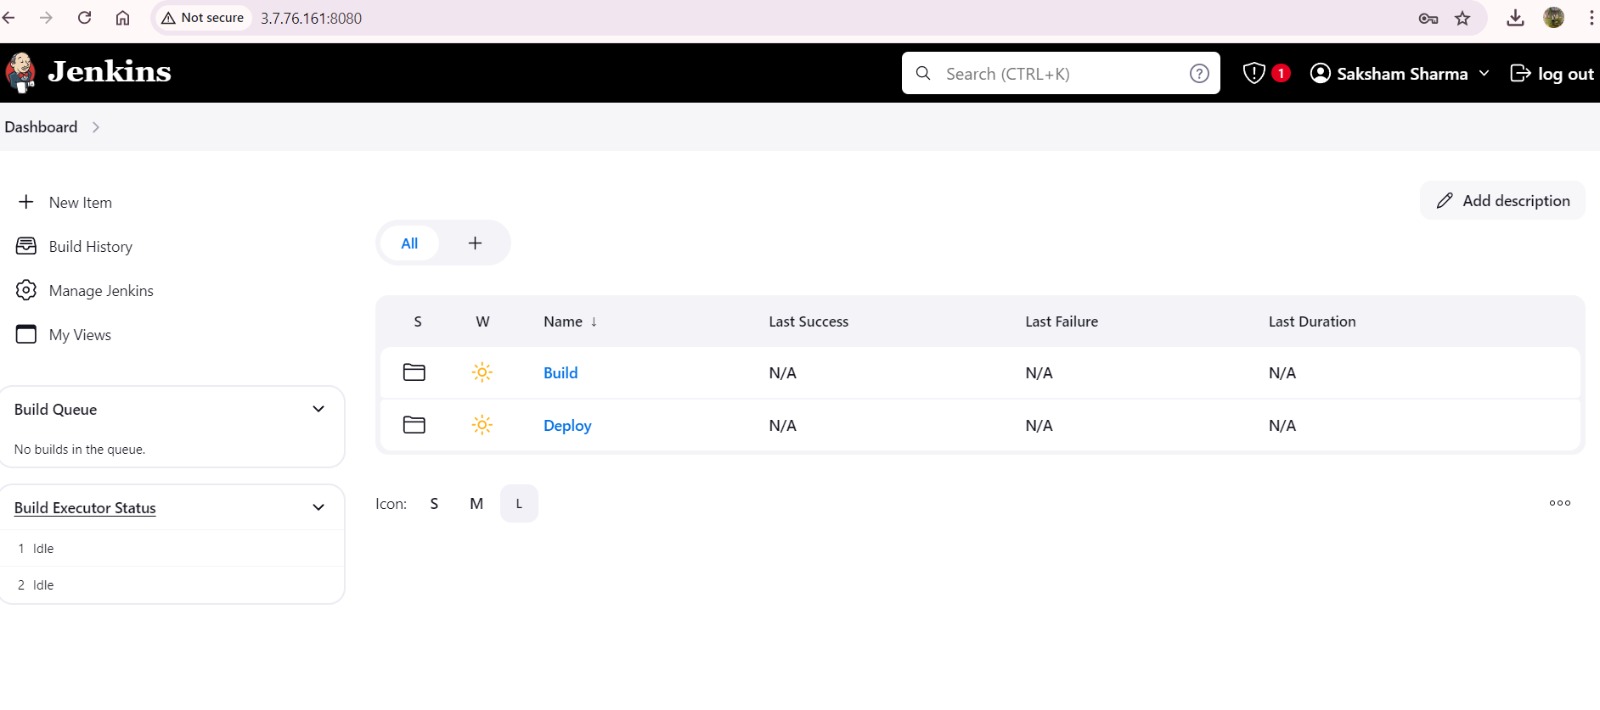 Not secure 3.7.76.161:8080
Jenkins
Search (CTRL+K)
1
Saksham Sharma
log out
Dashboard
New Item
Build History
Manage Jenkins
My Views
Build Queue
No builds in the queue.
Build Executor Status
1 Idle
2 Idle
Add description
All +
S W Name ↓ Last Success Last Failure Last Duration
Build N/A N/A N/A
Deploy N/A N/A N/A
Icon: S M L